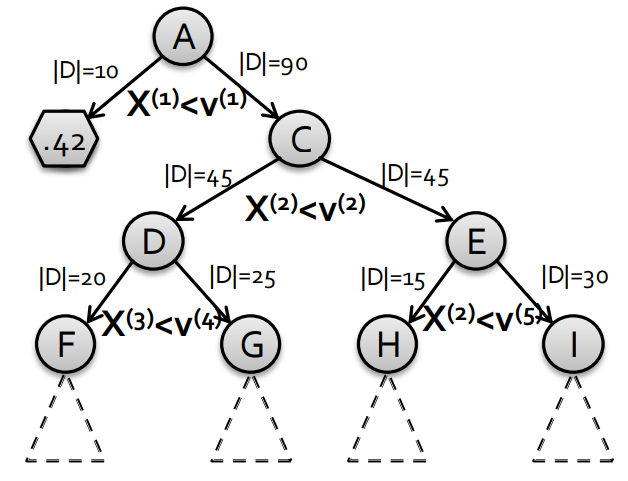 A
|D|=10
|D|=90
X(1)<v(1)
.42
C
|D|=45
|D|=45
X(2)<v(2)
D
E
|D|=20
|D|=25
|D|=15
|D|=30
X(3)<v(4)
X(2)<v(5)
F
G
H
I